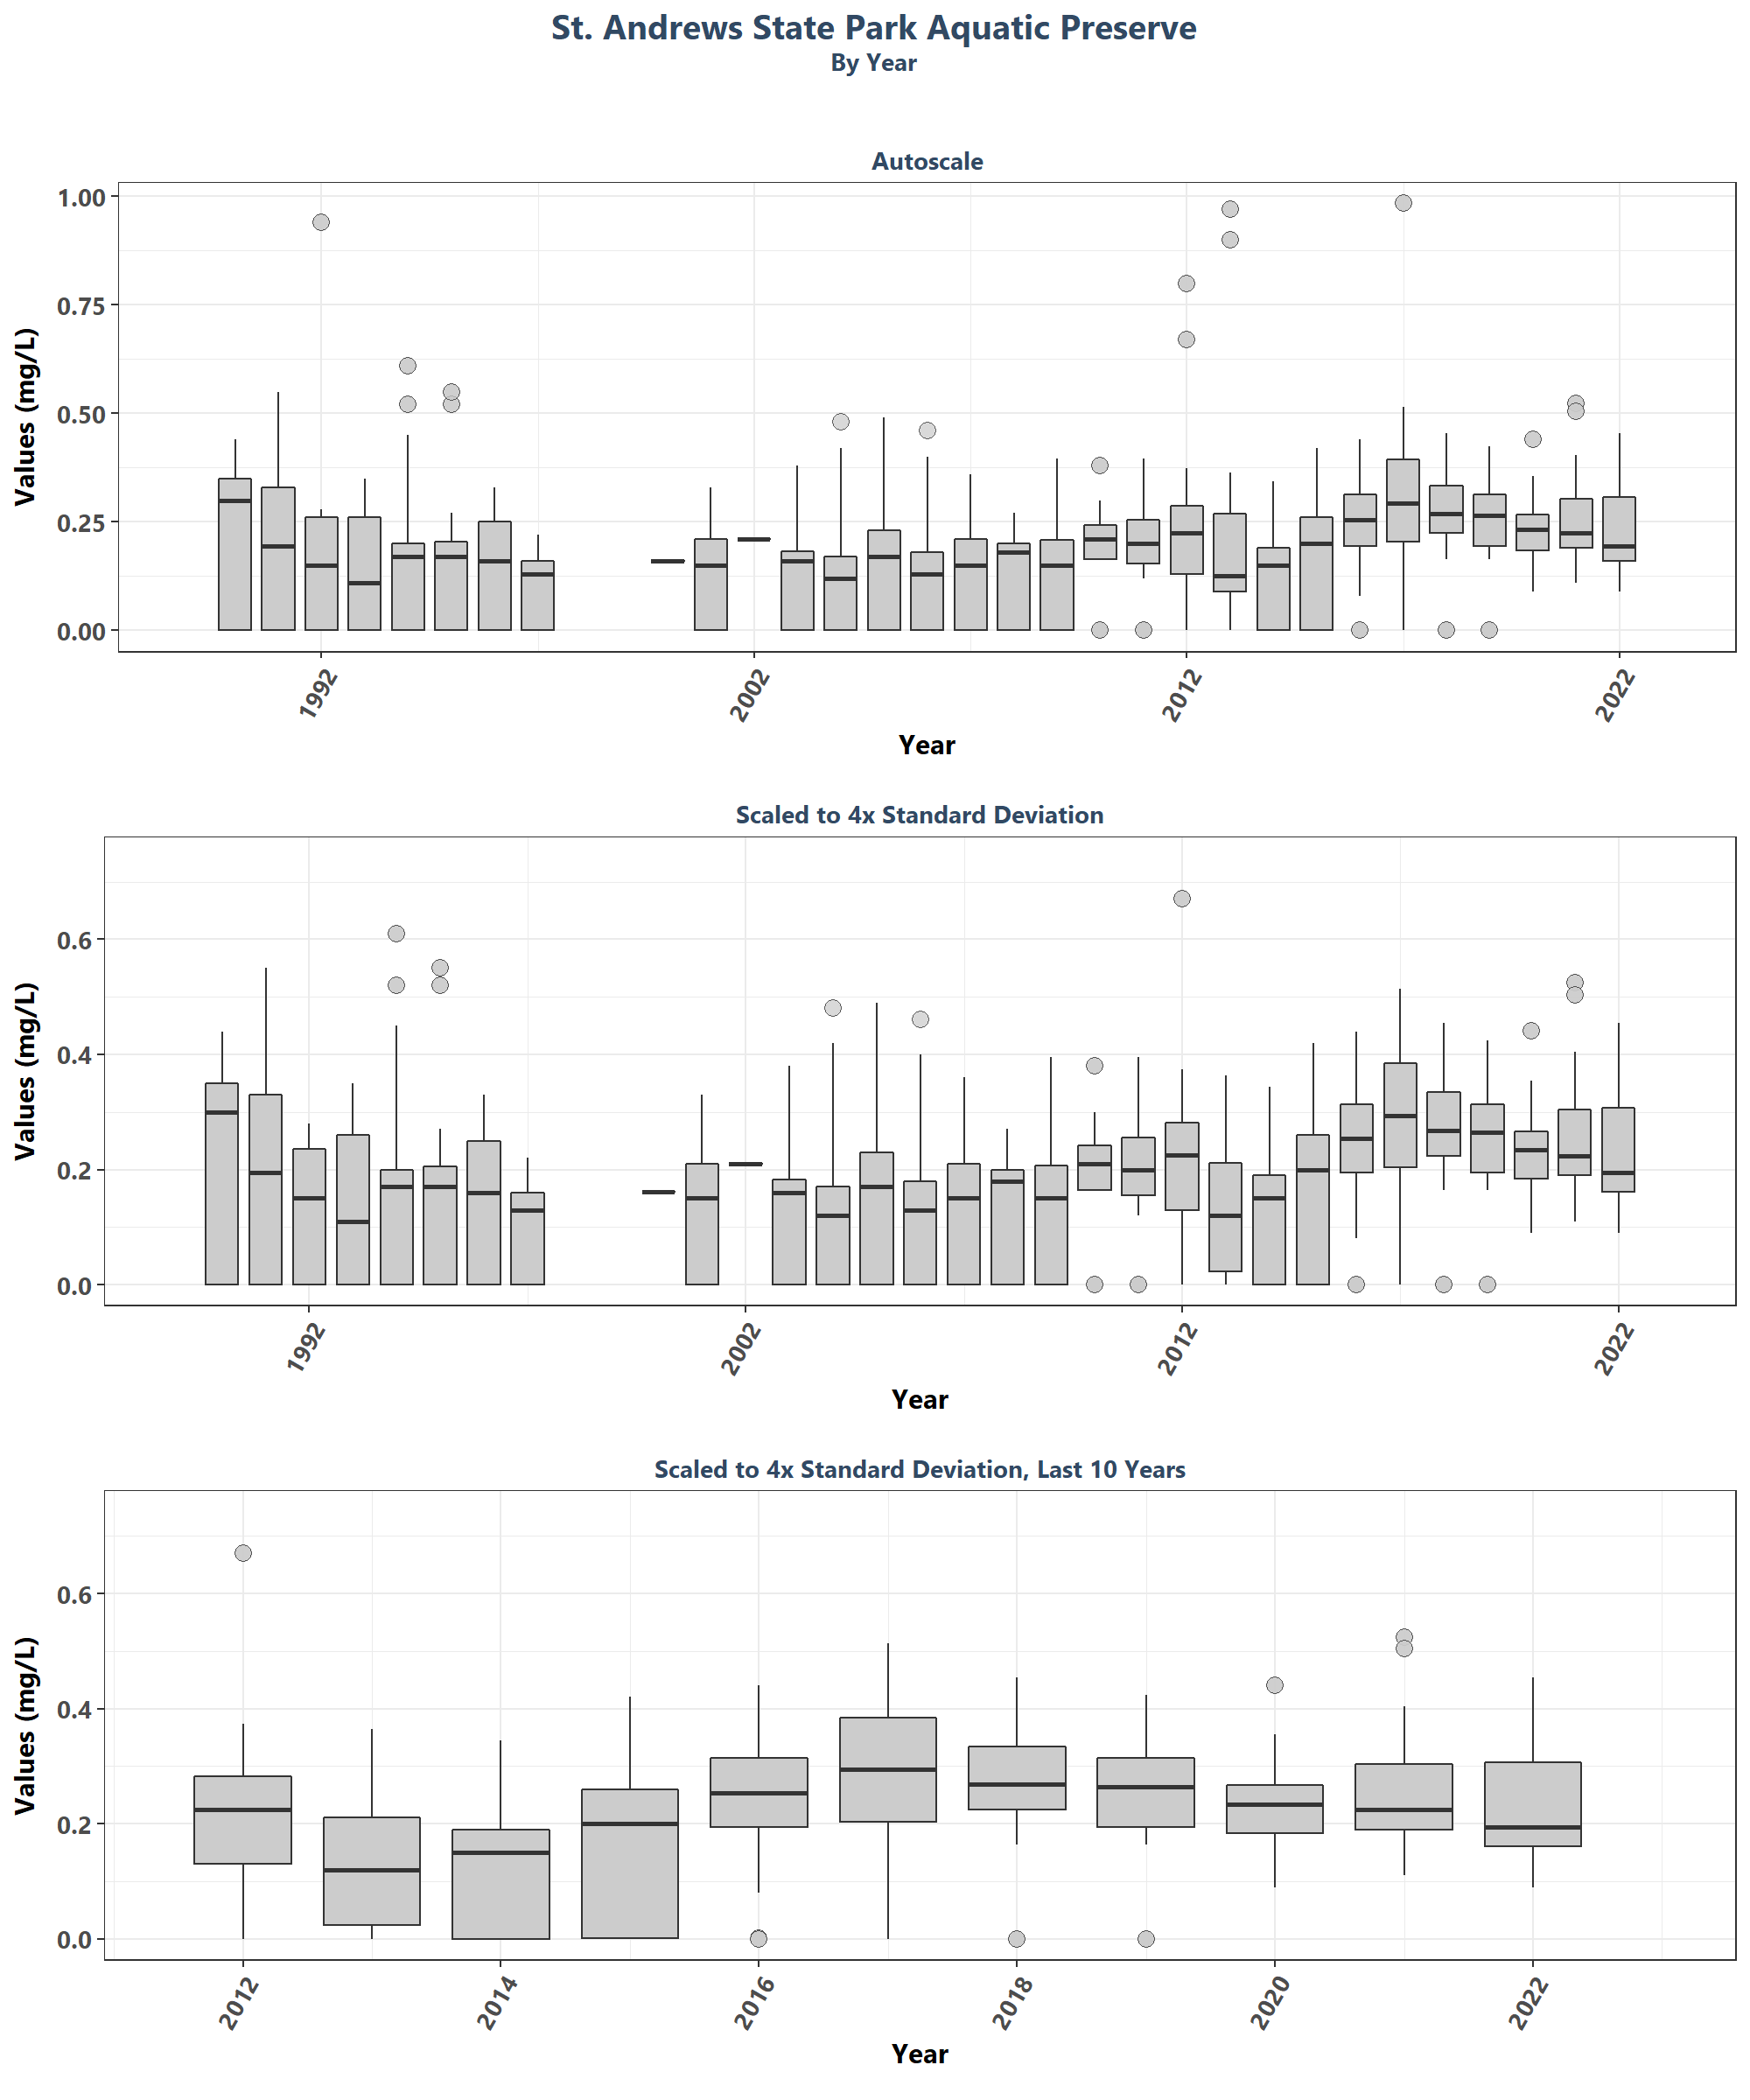 St. Andrews State Park Aquatic Preserve
By Year
Autoscale
Values (mg/L)
1.00
0.75
0.50
0.25
0.00
1992
2002
2012
2022
Year
Scaled to 4x Standard Deviation
Values (mg/L)
0.6
0.4
0.2
0.0
1992
2002
2012
2022
Year
Scaled to 4x Standard Deviation, Last 10 Years
Values (mg/L)
0.6
0.4
0.2
0.0
2012
2014
2016
2018
2020
2022
Year